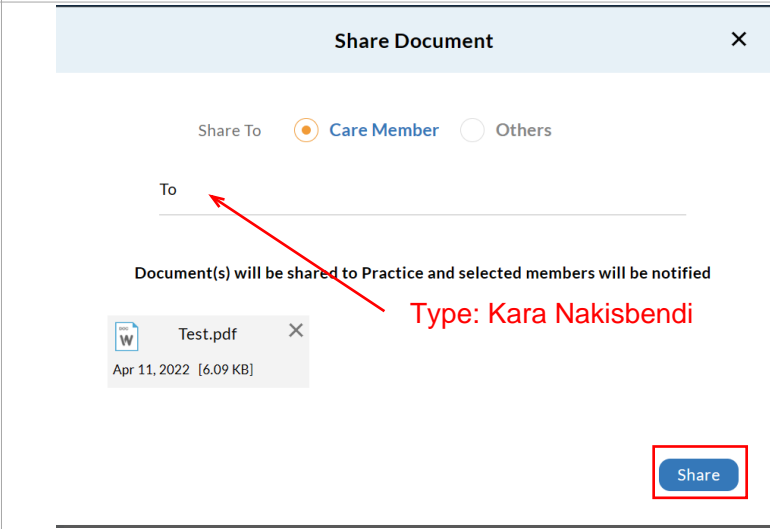 Share Document
Share To Care Member Others
To
Document(s) will be shared to Practice and selected members will be notified
Type: Kara Nakisbendi
DOC
W
Test.pdf
Apr 11, 2022 [6.09 KB]
Share